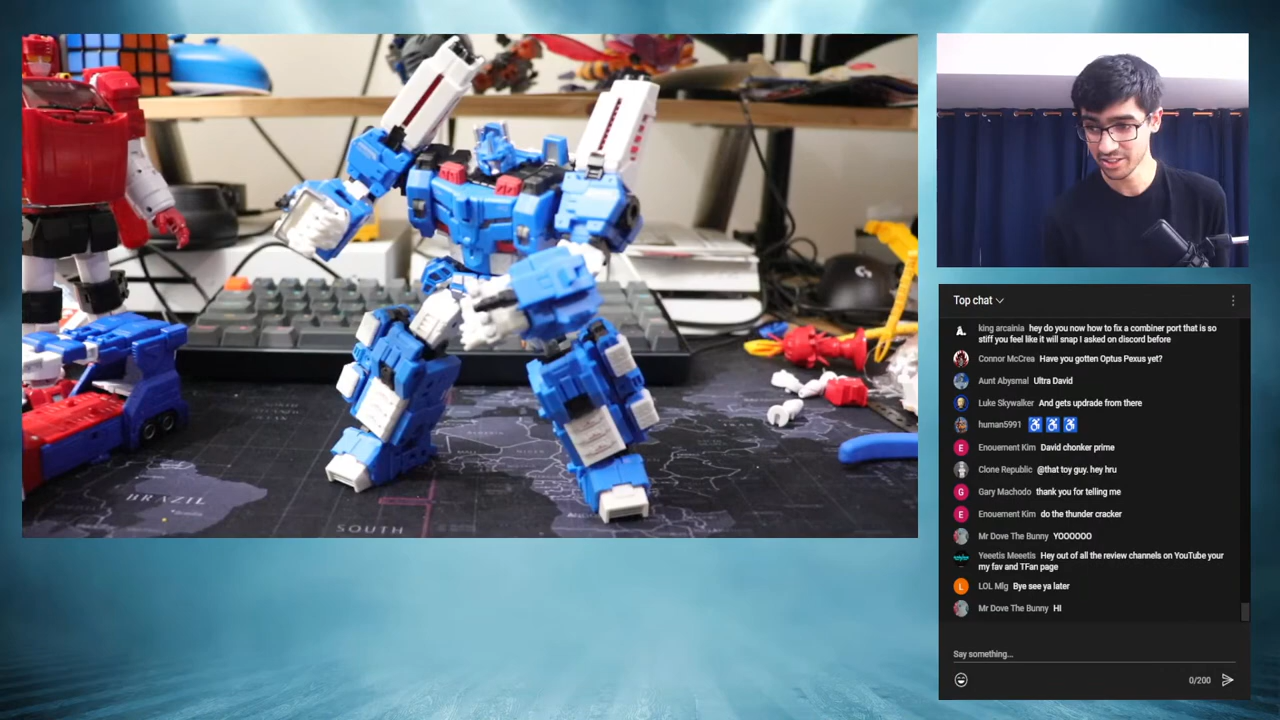 BRAZIL
SOUTH
Top chat
king arcainia hey do you now how to fix a combiner port that is so
stiff you feel like it will snap I asked on discord before
Connor McCrea Have you gotten Optus Pexus yet?
Aunt Abysmal Ultra David
Luke Skywalker And gets updrade from there
human5991 ♿ ♿ ♿
E Enouement Kim David chonker prime
Clone Republic @that toy guy. hey hru
G Gary Machodo thank you for telling me
E Enouement Kim do the thunder cracker
Mr Dove The Bunny YOOOOOO
Yeeetis Meeetis Hey out of all the review channels on YouTube your
my fav and TFan page
L LOL Mlg Bye see ya later
Mr Dove The Bunny HI
Say something...
0/200